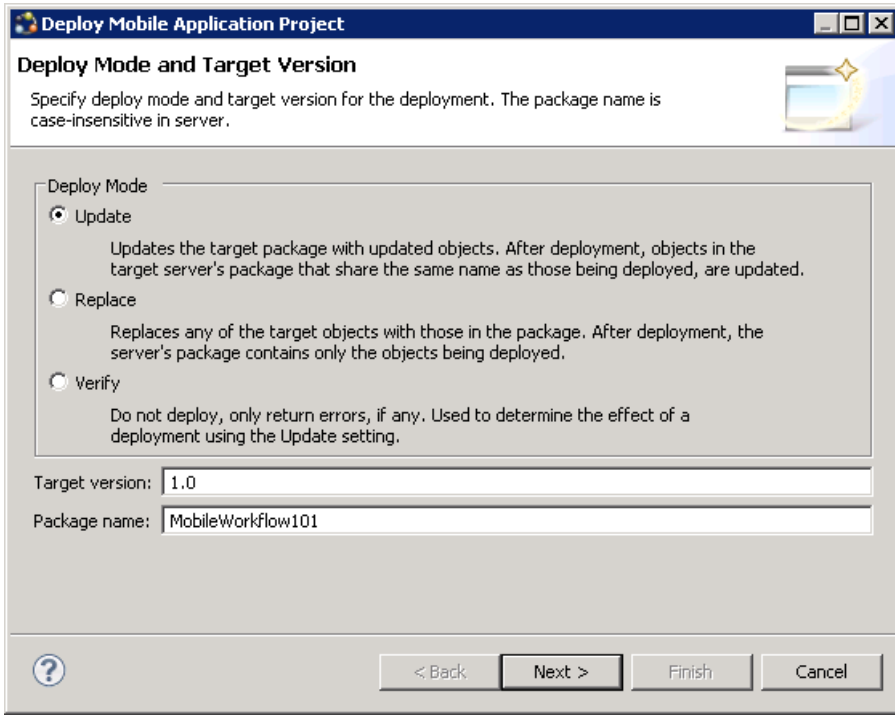 Deploy Mobile Application Project
Deploy Mode and Target Version
Specify deploy mode and target version for the deployment. The package name is
case-insensitive in server.
Deploy Mode
Update
Updates the target package with updated objects. After deployment, objects in the
target server's package that share the same name as those being deployed, are updated.
Replace
Replaces any of the target objects with those in the package. After deployment, the
server's package contains only the objects being deployed.
Verify
Do not deploy, only return errors, if any. Used to determine the effect of a
deployment using the Update setting.
Target version: 1.0
Package name: MobileWorkflow101
? < Back Next > Finish Cancel